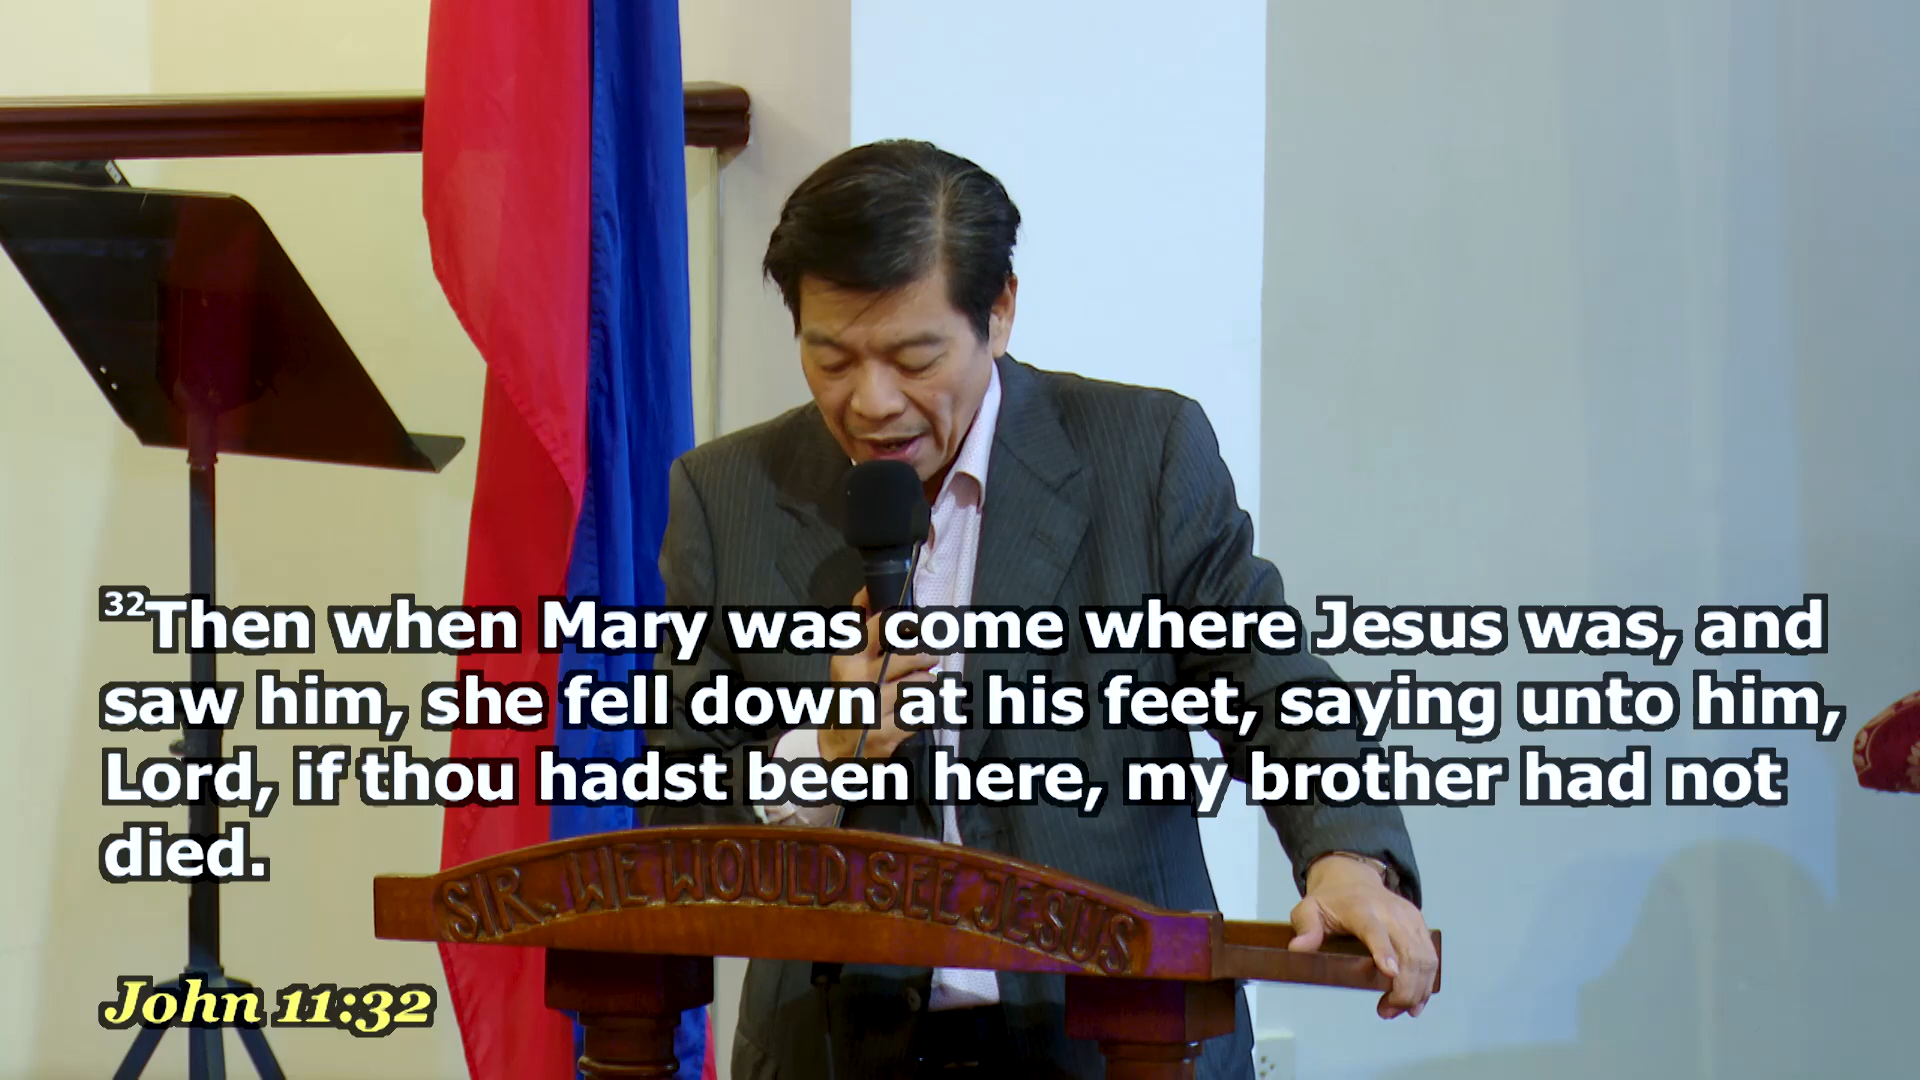 32Then when Mary was come where Jesus was, and
saw him, she fell down at his feet, saying unto him,
Lord, if thou hadst been here, my brother had not
died.
SIR, WE WOULD SEE JESUS
John 11:32